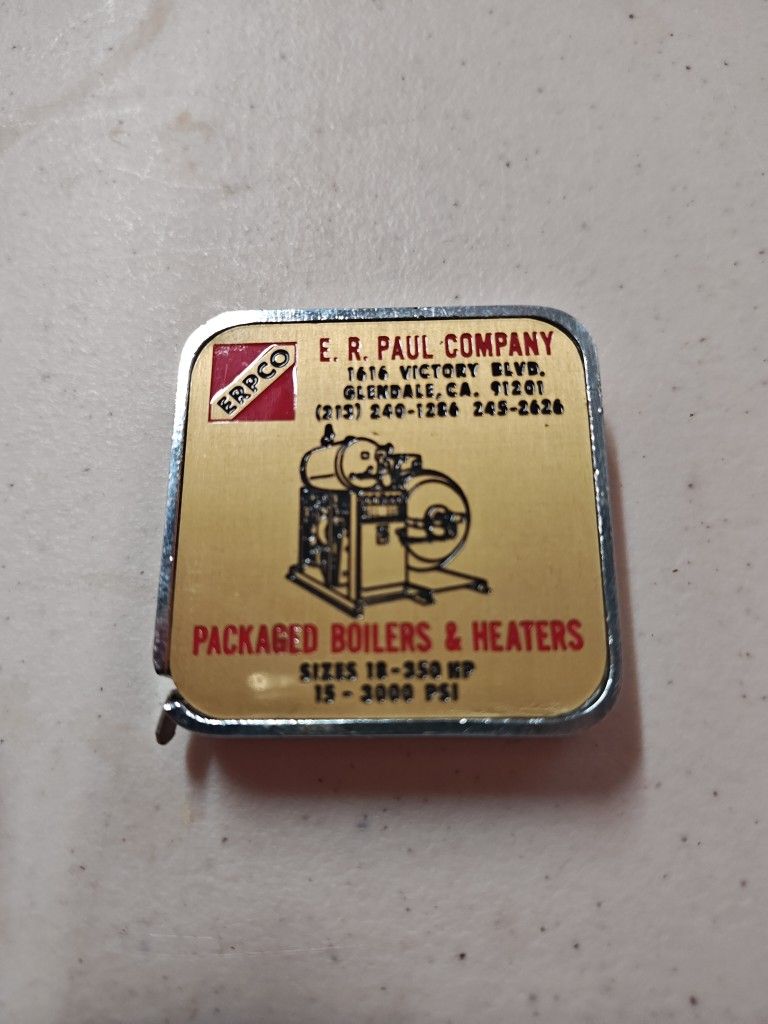 ERPCO
E. R. PAUL COMPANY
1616 VICTORY BLVD.
GLENDALE, CA. 91201
(213) 240-1286 245-2626
PACKAGED BOILERS & HEATERS
SIZES 18-350 HP
15 - 3000 PSI